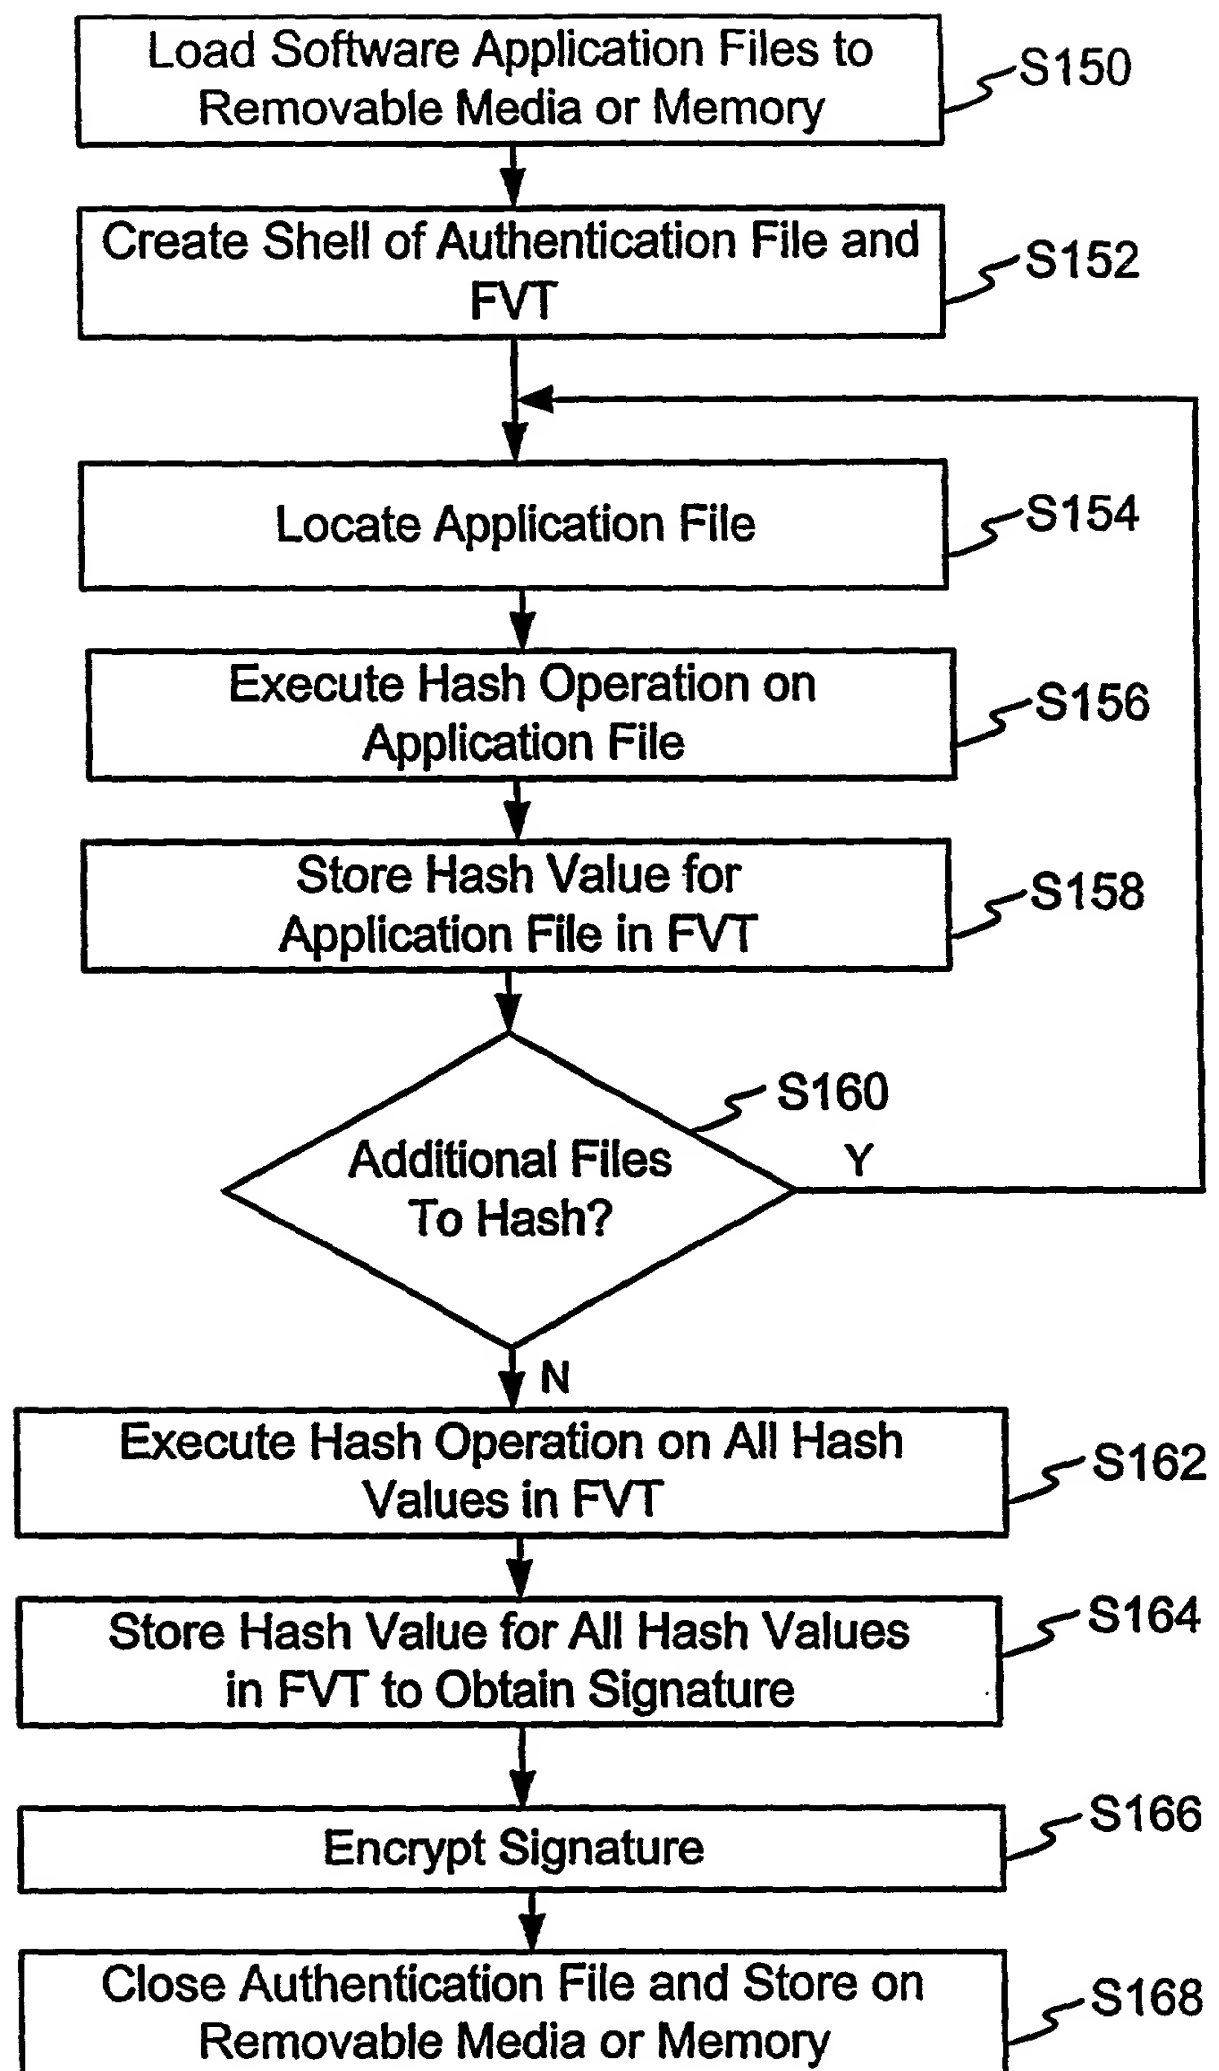 Load Software Application Files to
Removable Media or Memory
S150
Create Shell of Authentication File and
FVT
S152
Locate Application File
S154
Execute Hash Operation on
Application File
S156
Store Hash Value for
Application File in FVT
S158
S160
Additional Files
To Hash?
Y
N
Execute Hash Operation on All Hash
Values in FVT
S162
Store Hash Value for All Hash Values
in FVT to Obtain Signature
S164
Encrypt Signature
S166
Close Authentication File and Store on
Removable Media or Memory
S168